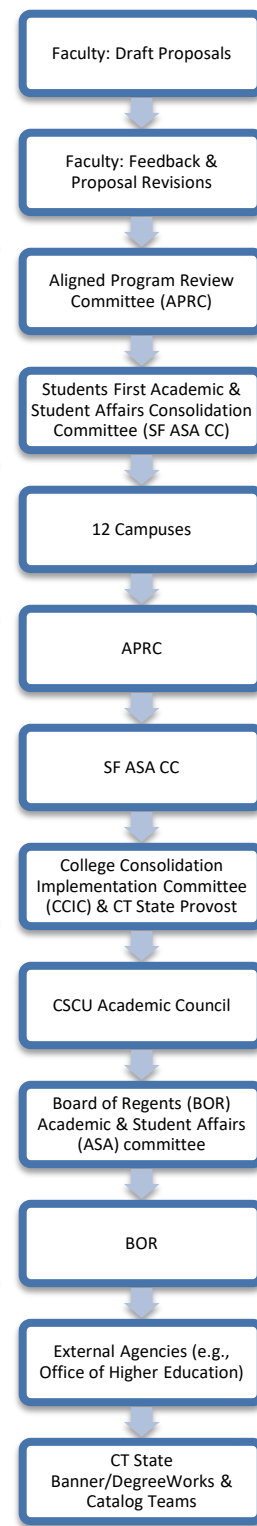 Faculty: Draft Proposals
Faculty: Feedback &
Proposal Revisions
Aligned Program Review
Committee (APRC)
Students First Academic &
Student Affairs Consolidation
Committee (SF ASA CC)
12 Campuses
APRC
SF ASA CC
College Consolidation
Implementation Committee
(CCIC) & CT State Provost
CSCU Academic Council
Board of Regents (BOR)
Academic & Student Affairs
(ASA) committee
BOR
External Agencies (e.g.,
Office of Higher Education)
CT State
Banner/DegreeWorks &
Catalog Teams